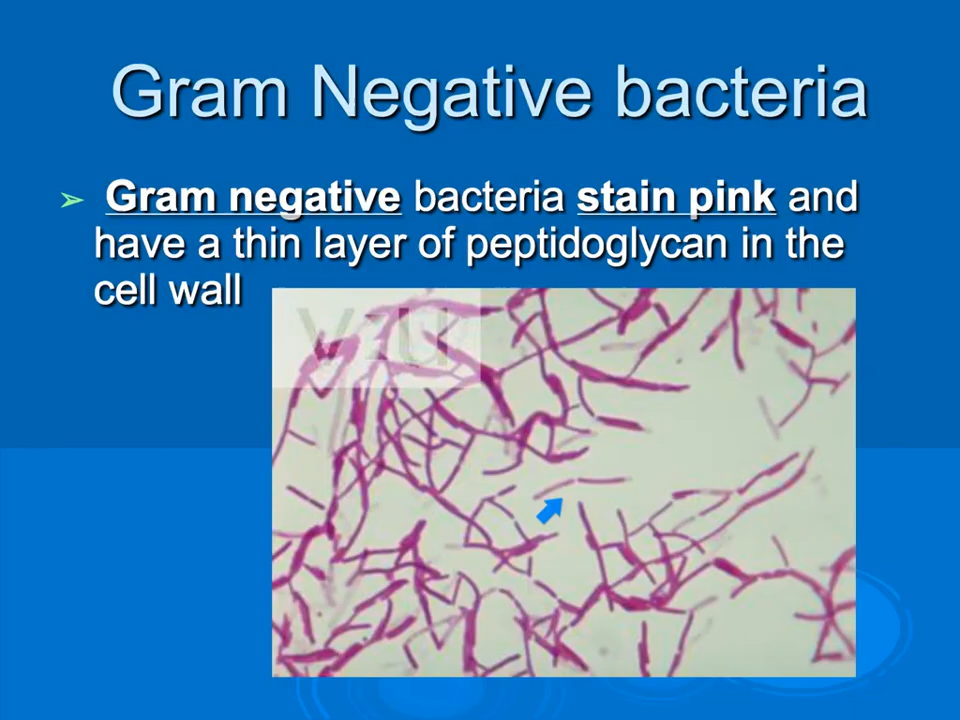 Gram Negative bacteria
➢ Gram negative bacteria stain pink and
have a thin layer of peptidoglycan in the
cell wall